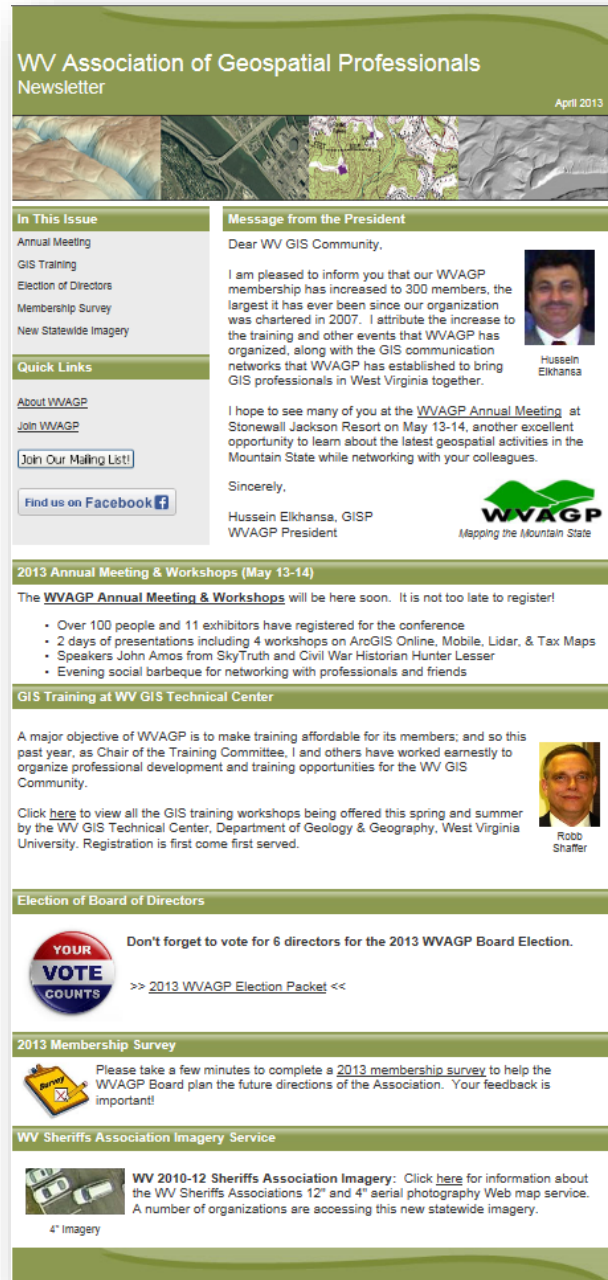 WV Association of Geospatial Professionals
Newsletter
April 2013
In This Issue
Annual Meeting
GIS Training
Election of Directors
Membership Survey
New Statewide Imagery
Quick Links
About WVAGP
Join WVAGP
Join Our Mailing List!
Find us on Facebook
Message from the President
Dear WV GIS Community,
I am pleased to inform you that our WVAGP
membership has increased to 300 members, the
largest it has ever been since our organization
was chartered in 2007.  I attribute the increase to
the training and other events that WVAGP has
organized, along with the GIS communication
networks that WVAGP has established to bring
GIS professionals in West Virginia together.
Hussein
Elkhansa
I hope to see many of you at the WVAGP Annual Meeting  at
Stonewall Jackson Resort on May 13-14, another excellent
opportunity to learn about the latest geospatial activities in the
Mountain State while networking with your colleagues.
Sincerely,
Hussein Elkhansa, GISP
WVAGP President
WVAGP
Mapping the Mountain State
2013 Annual Meeting & Workshops (May 13-14)
The WVAGP Annual Meeting & Workshops will be here soon.  It is not too late to register!
• Over 100 people and 11 exhibitors have registered for the conference
• 2 days of presentations including 4 workshops on ArcGIS Online, Mobile, Lidar, & Tax Maps
• Speakers John Amos from SkyTruth and Civil War Historian Hunter Lesser
• Evening social barbeque for networking with professionals and friends
GIS Training at WV GIS Technical Center
A major objective of WVAGP is to make training affordable for its members; and so this
past year, as Chair of the Training Committee, I and others have worked earnestly to
organize professional development and training opportunities for the WV GIS
Community.
Click here to view all the GIS training workshops being offered this spring and summer
by the WV GIS Technical Center, Department of Geology & Geography, West Virginia
University. Registration is first come first served.
Robb
Shaffer
Election of Board of Directors
YOUR
VOTE
COUNTS
Don't forget to vote for 6 directors for the 2013 WVAGP Board Election.
>> 2013 WVAGP Election Packet <<
2013 Membership Survey
Survey
Please take a few minutes to complete a 2013 membership survey to help the
WVAGP Board plan the future directions of the Association.  Your feedback is
important!
WV Sheriffs Association Imagery Service
WV 2010-12 Sheriffs Association Imagery:  Click here for information about
the WV Sheriffs Associations 12" and 4" aerial photography Web map service.
A number of organizations are accessing this new statewide imagery.
4" Imagery